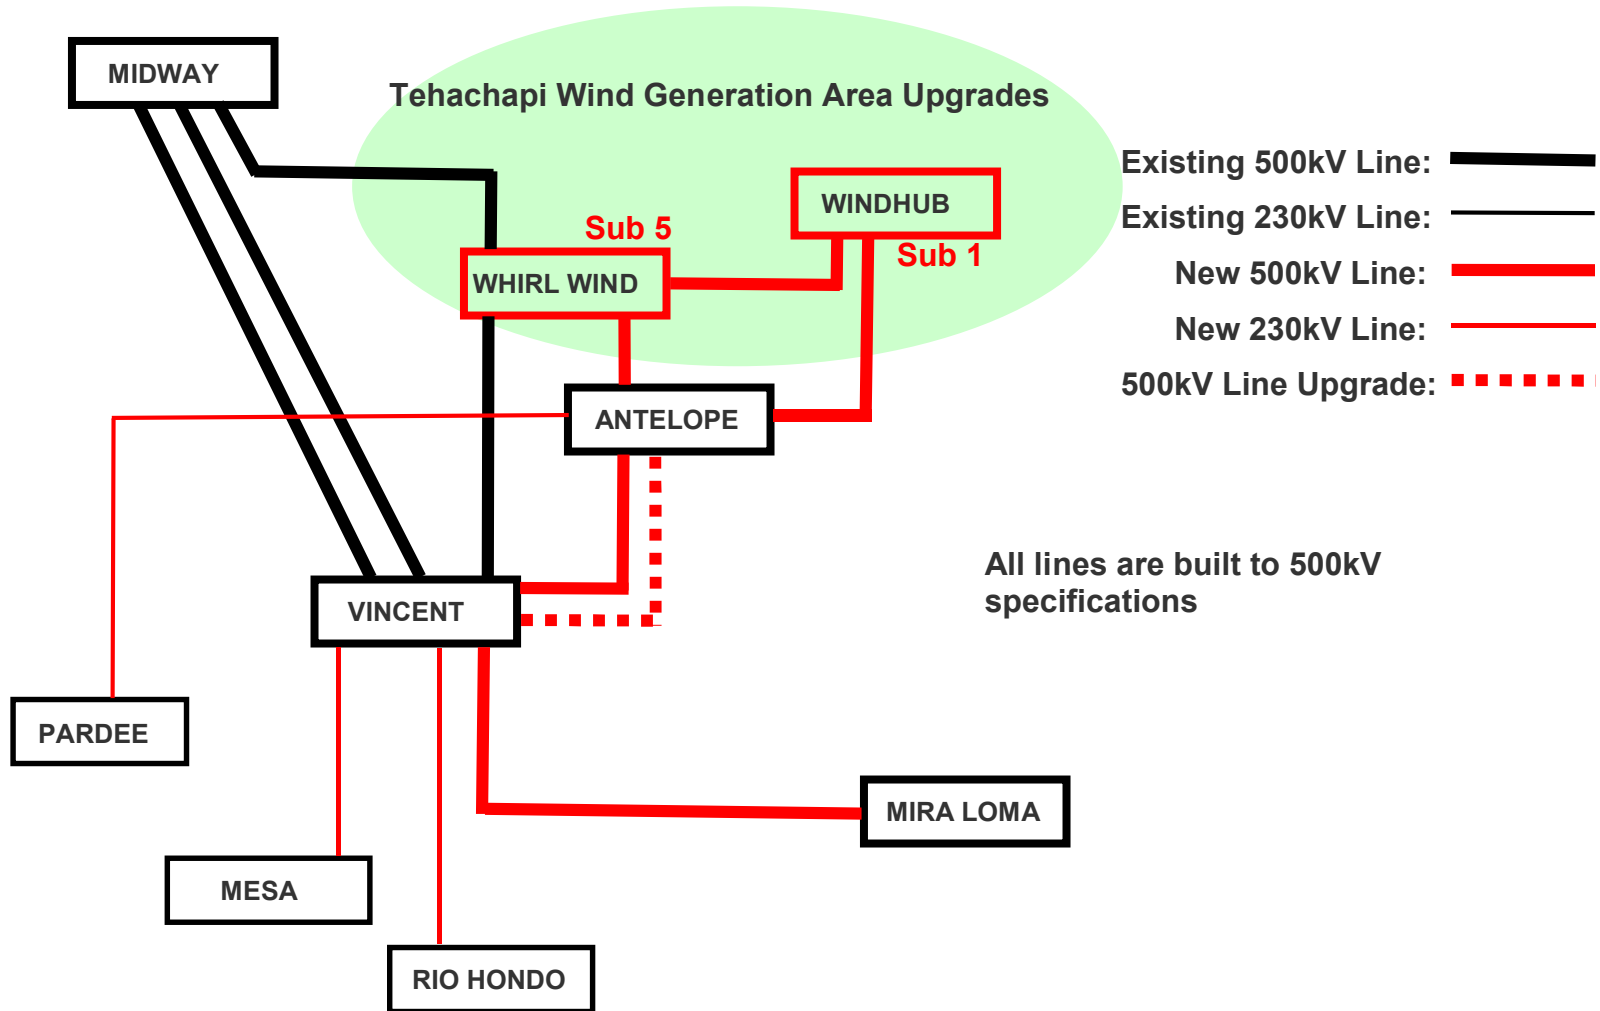 MIDWAY
Tehachapi Wind Generation Area Upgrades
Existing 500kV Line:
Existing 230kV Line:
New 500kV Line:
New 230kV Line:
500kV Line Upgrade:
WINDHUB
Sub 1
Sub 5
WHIRL WIND
ANTELOPE
All lines are built to 500kV
specifications
VINCENT
PARDEE
MIRA LOMA
MESA
RIO HONDO